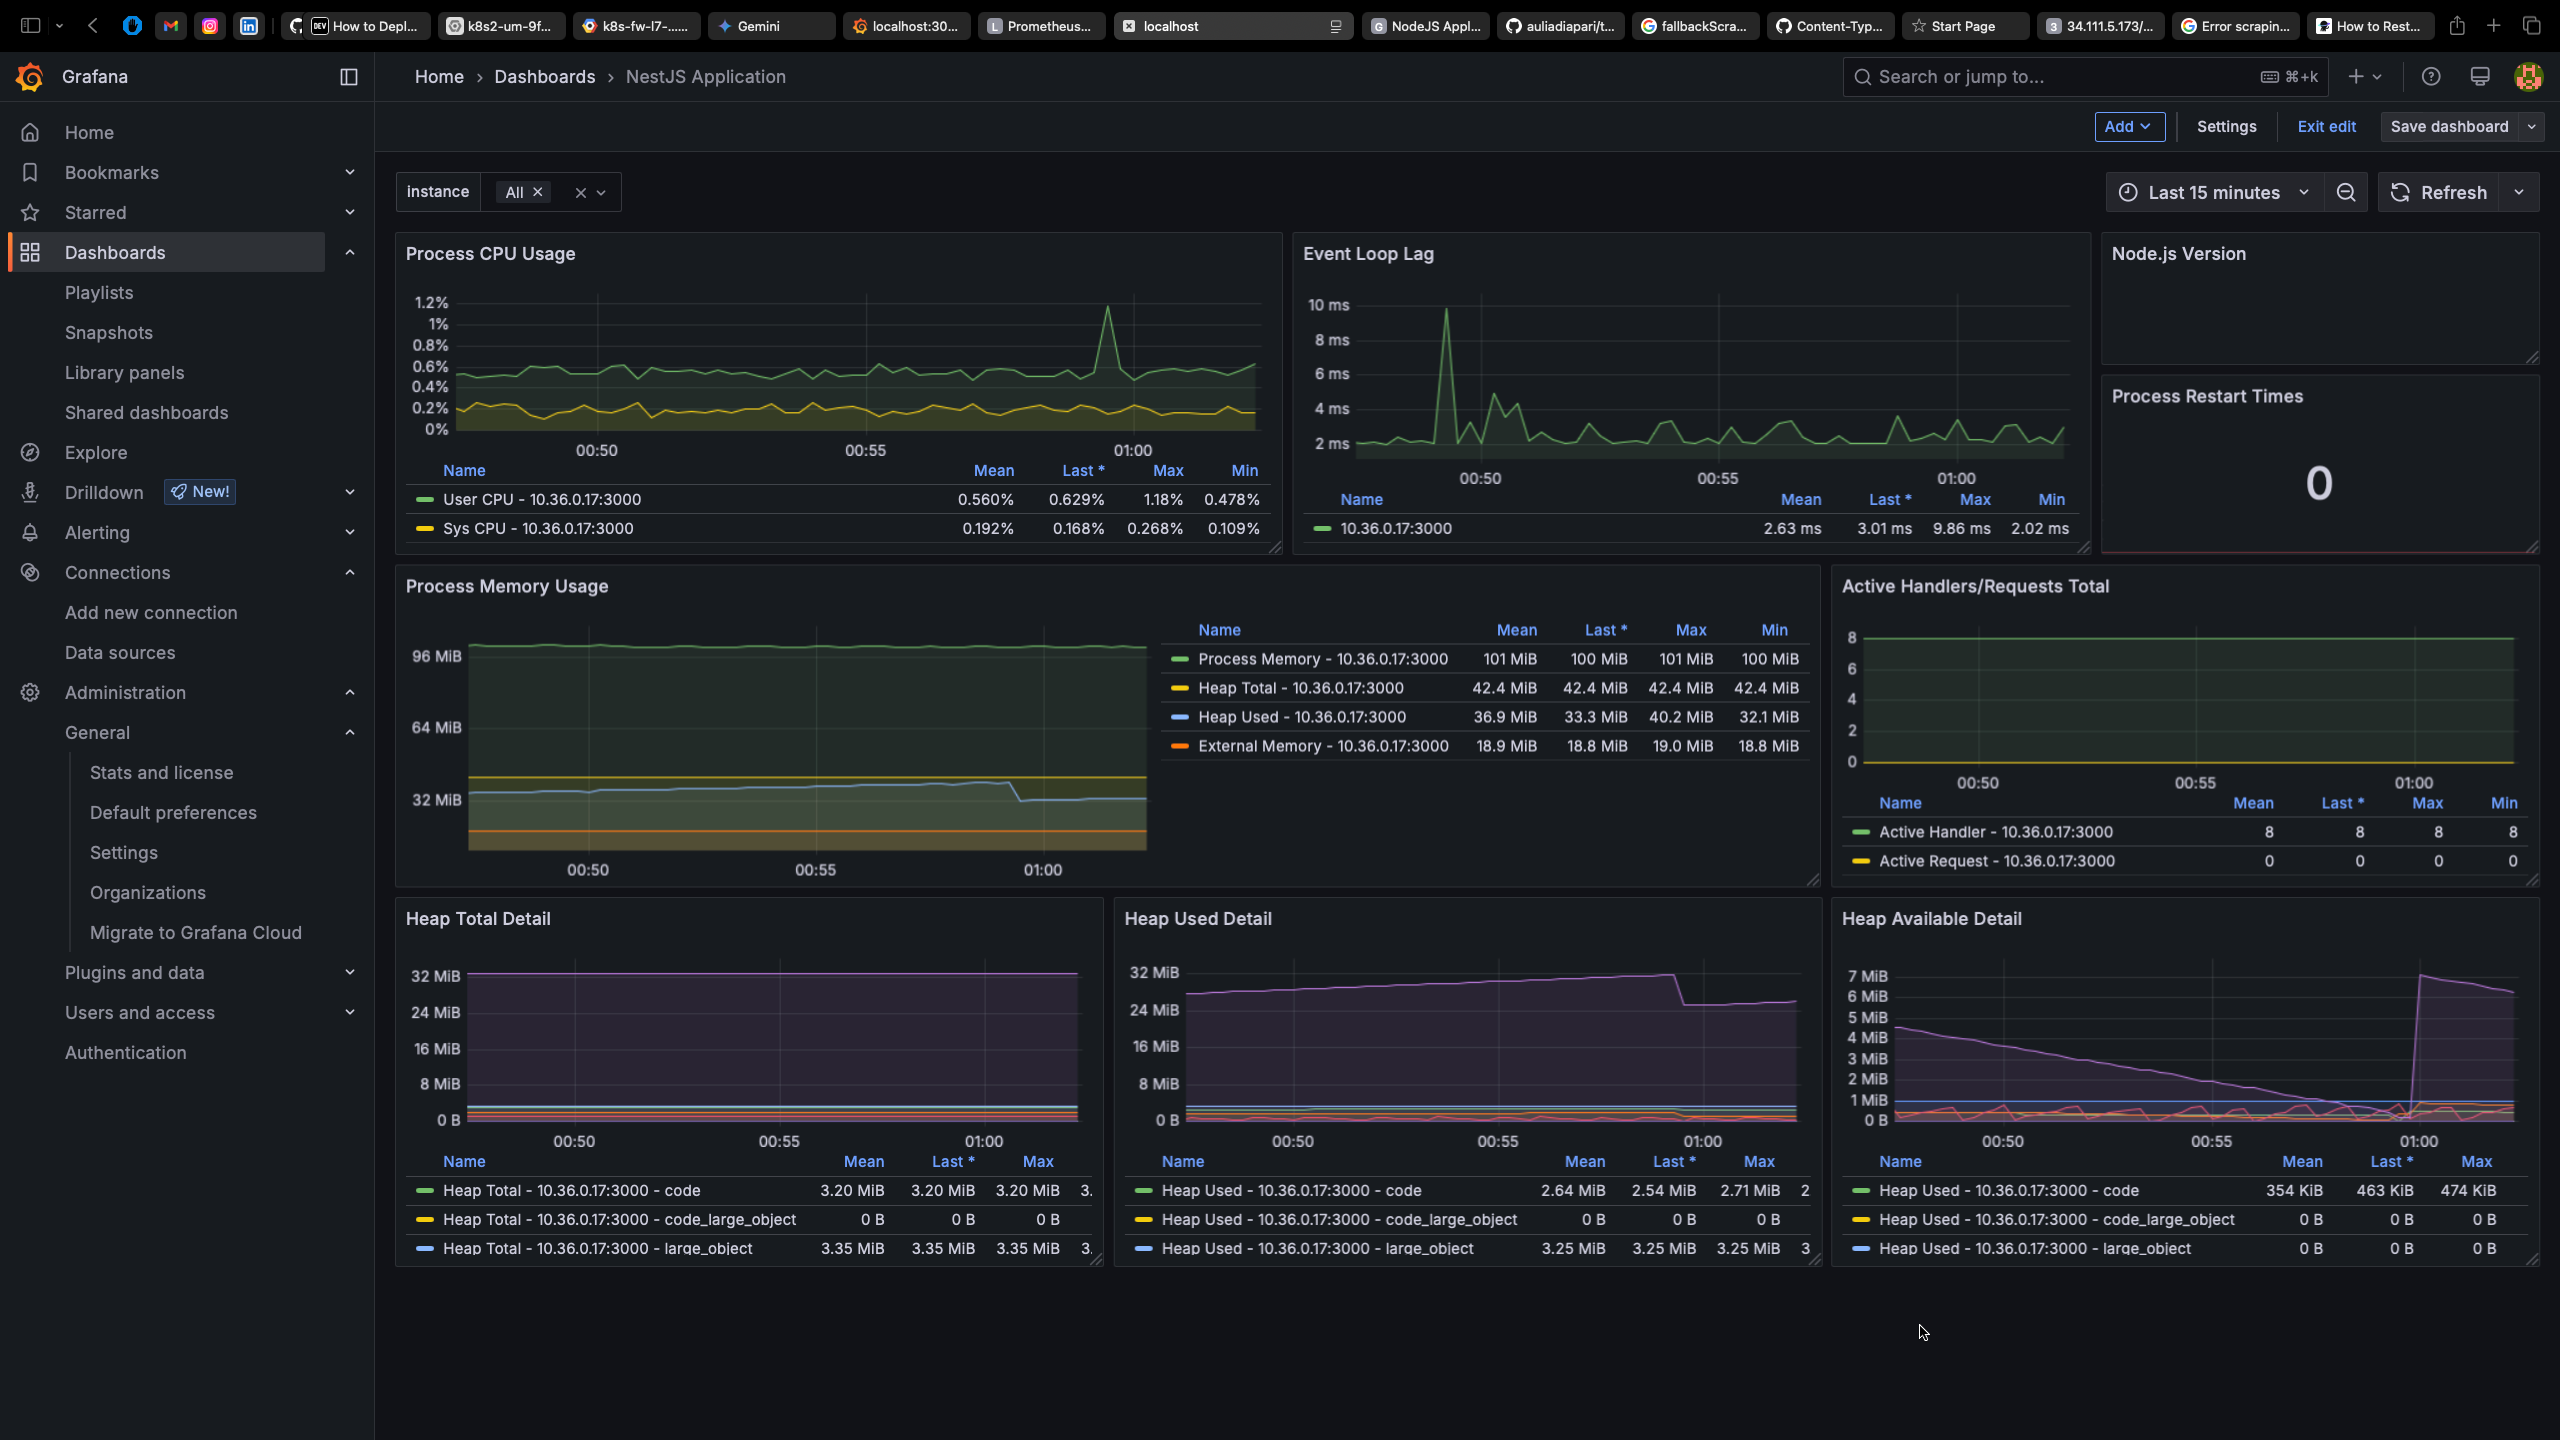 How to Depl...
k8s2-um-9f...
k8s-fw-l7-......
Gemini
localhost:30...
Prometheus...
localhost
NodeJS Appl...
auliadiapari/t...
fallbackScra...
Content-Typ...
Start Page
34.111.5.173/...
Error scrapin...
How to Rest...
Grafana
Home › Dashboards › NestJS Application
Search or jump to...
⌘+k
Add
Settings
Exit edit
Save dashboard
Home
Bookmarks
Starred
Dashboards
Playlists
Snapshots
Library panels
Shared dashboards
Explore
Drilldown New!
Alerting
Connections
Add new connection
Data sources
Administration
General
Stats and license
Default preferences
Settings
Organizations
Migrate to Grafana Cloud
Plugins and data
Users and access
Authentication
instance All
Last 15 minutes
Refresh
Process CPU Usage
1.2%
1%
0.8%
0.6%
0.4%
0.2%
0%
00:50 00:55 01:00
Name Mean Last * Max Min
User CPU - 10.36.0.17:3000 0.560% 0.629% 1.18% 0.478%
Sys CPU - 10.36.0.17:3000 0.192% 0.168% 0.268% 0.109%
Event Loop Lag
10 ms
8 ms
6 ms
4 ms
2 ms
00:50 00:55 01:00
Name Mean Last * Max Min
10.36.0.17:3000 2.63 ms 3.01 ms 9.86 ms 2.02 ms
Node.js Version
Process Restart Times
0
Process Memory Usage
96 MiB
64 MiB
32 MiB
00:50 00:55 01:00
Name Mean Last * Max Min
Process Memory - 10.36.0.17:3000 101 MiB 100 MiB 101 MiB 100 MiB
Heap Total - 10.36.0.17:3000 42.4 MiB 42.4 MiB 42.4 MiB 42.4 MiB
Heap Used - 10.36.0.17:3000 36.9 MiB 33.3 MiB 40.2 MiB 32.1 MiB
External Memory - 10.36.0.17:3000 18.9 MiB 18.8 MiB 19.0 MiB 18.8 MiB
Active Handlers/Requests Total
8
6
4
2
0
00:50 00:55 01:00
Name Mean Last * Max Min
Active Handler - 10.36.0.17:3000 8 8 8 8
Active Request - 10.36.0.17:3000 0 0 0 0
Heap Total Detail
32 MiB
24 MiB
16 MiB
8 MiB
0 B
00:50 00:55 01:00
Name Mean Last * Max
Heap Total - 10.36.0.17:3000 - code 3.20 MiB 3.20 MiB 3.20 MiB 3.
Heap Total - 10.36.0.17:3000 - code_large_object 0 B 0 B 0 B
Heap Total - 10.36.0.17:3000 - large_object 3.35 MiB 3.35 MiB 3.35 MiB 3.
Heap Used Detail
32 MiB
24 MiB
16 MiB
8 MiB
0 B
00:50 00:55 01:00
Name Mean Last * Max
Heap Used - 10.36.0.17:3000 - code 2.64 MiB 2.54 MiB 2.71 MiB 2
Heap Used - 10.36.0.17:3000 - code_large_object 0 B 0 B 0 B
Heap Used - 10.36.0.17:3000 - large_object 3.25 MiB 3.25 MiB 3.25 MiB 3
Heap Available Detail
7 MiB
6 MiB
5 MiB
4 MiB
3 MiB
2 MiB
1 MiB
0 B
00:50 00:55 01:00
Name Mean Last * Max
Heap Used - 10.36.0.17:3000 - code 354 KiB 463 KiB 474 KiB
Heap Used - 10.36.0.17:3000 - code_large_object 0 B 0 B 0 B
Heap Used - 10.36.0.17:3000 - large_object 0 B 0 B 0 B